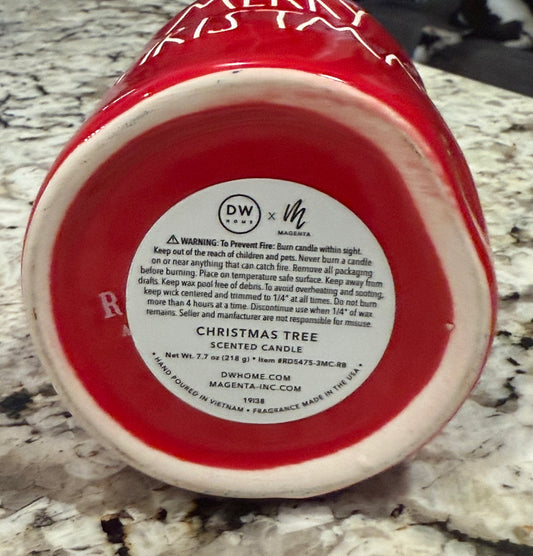 MERRY
DW
HOME
x
M
MAGENTA
WARNING: To Prevent Fire: Burn candle within sight.
Keep out of the reach of children and pets. Never burn a candle
on or near anything that can catch fire. Remove all packaging
before burning. Place on temperature safe surface. Keep away from
drafts. Keep wax pool free of debris. To avoid overheating and sooting,
keep wick centered and trimmed to 1/4" at all times. Do not burn
more than 4 hours at a time. Discontinue use when 1/4" of wax
remains. Seller and manfacturer are not responsible for misuse.
CHRISTMAS TREE
SCENTED CANDLE
Net Wt. 7.7 oz (218 g) • Item #RD5475-3MC-RB
DWHOME.COM
MAGENTA-INC.COM
19138
• HAND POURED IN VIETNAM • FRAGRANCE MADE IN THE USA •
R